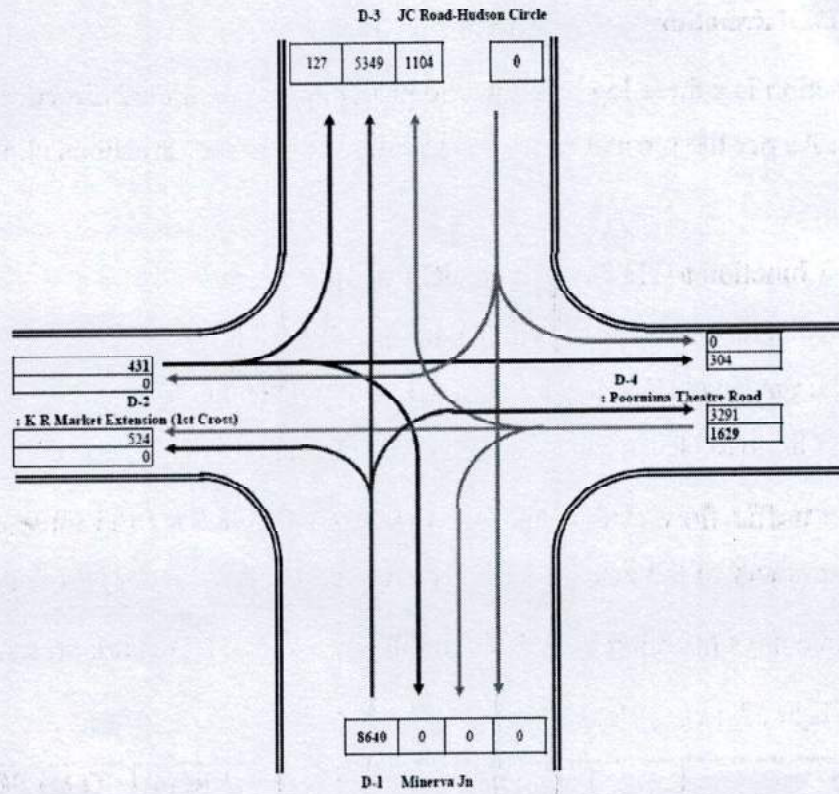 D-3 JC Road-Hudson Circle
127 5349 1104 0
431
0
D-2
: K R Market Extension (1st Cross)
524
0
0
304
D-4
: Poornima Theatre Road
3291
1629
8640 0 0 0
D-1 Minerva Jn